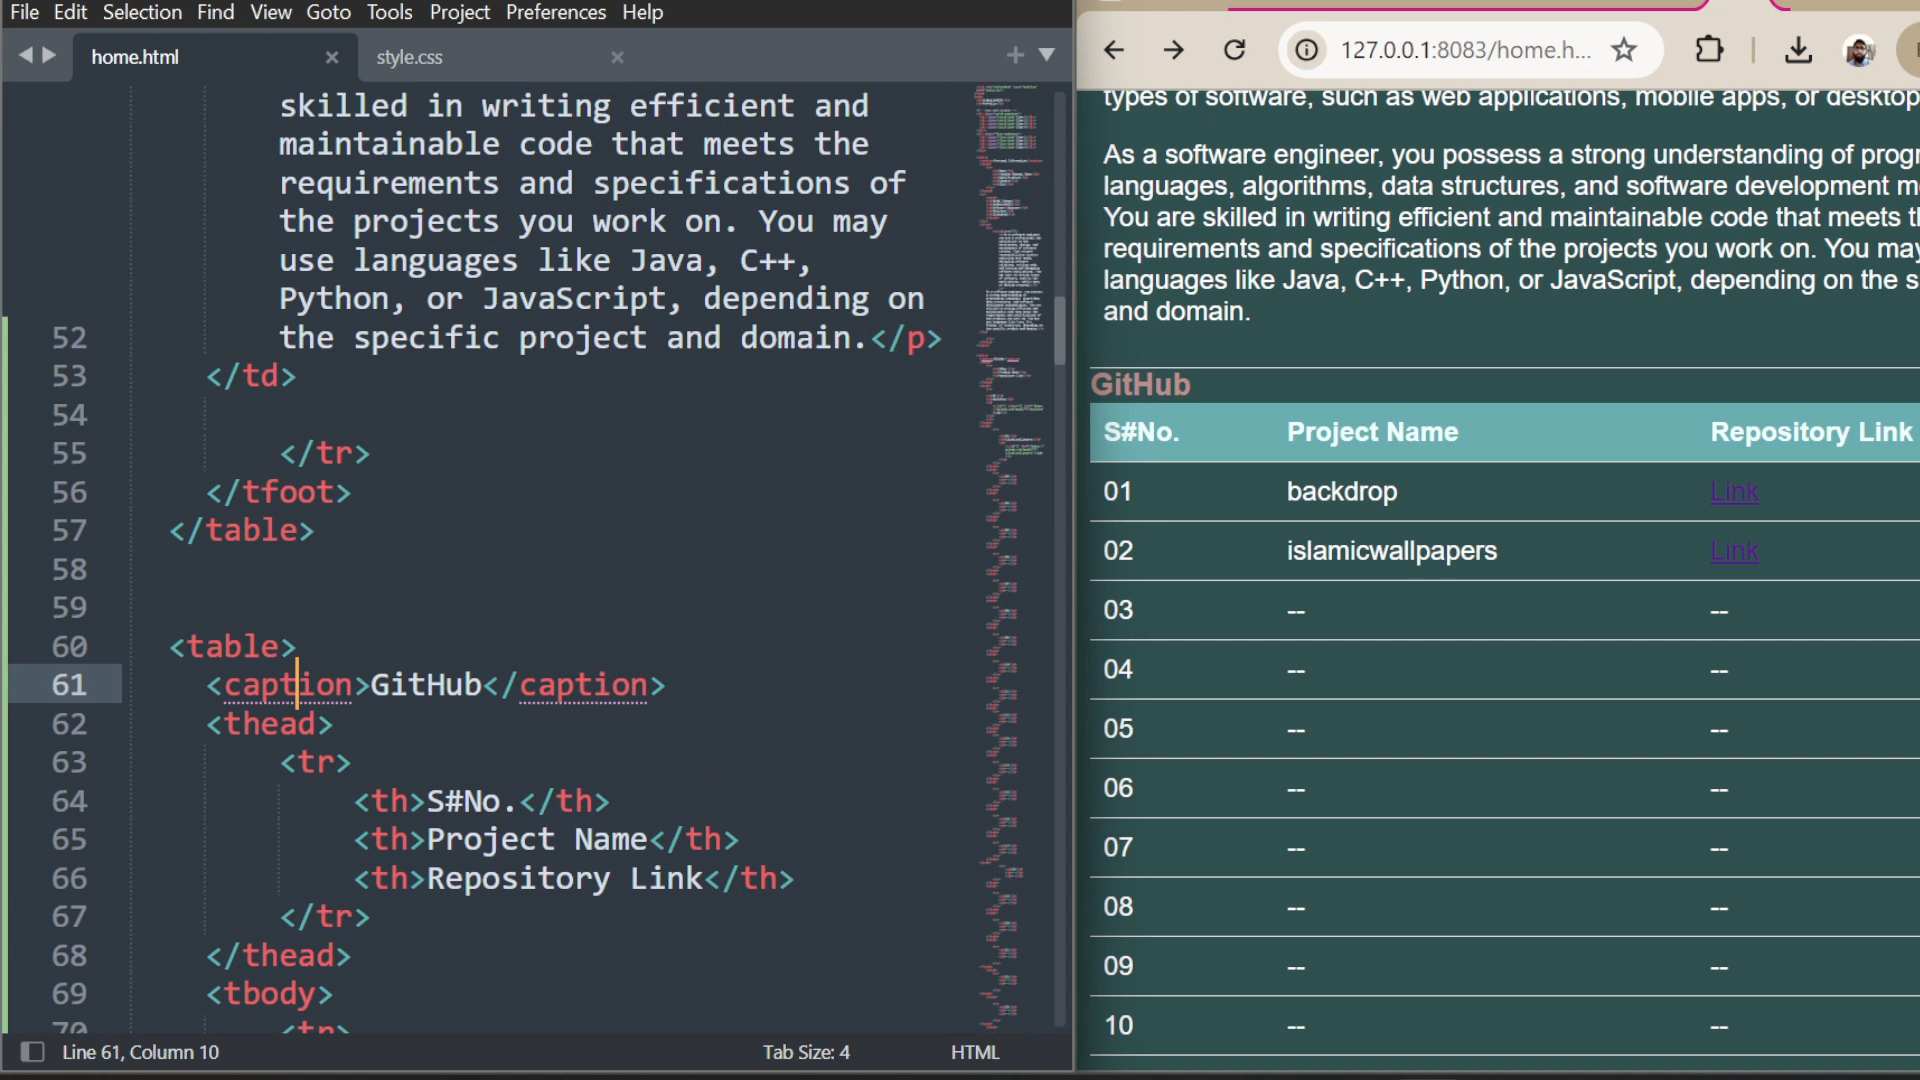 File Edit Selection Find View Goto Tools Project Preferences Help
home.html
style.css
skilled in writing efficient and
maintainable code that meets the
requirements and specifications of
the projects you work on. You may
use languages like Java, C++,
Python, or JavaScript, depending on
52 the specific project and domain.</p>
53 </td>
54
55 </tr>
56 </tfoot>
57 </table>
58
59
60 <table>
61 <caption>GitHub</caption>
62 <thead>
63 <tr>
64 <th>S#No.</th>
65 <th>Project Name</th>
66 <th>Repository Link</th>
67 </tr>
68 </thead>
69 <tbody>
70 <tr>
Line 61, Column 10
Tab Size: 4
HTML
127.0.0.1:8083/home.h...
types of software, such as web applications, mobile apps, or desktop
As a software engineer, you possess a strong understanding of progr
languages, algorithms, data structures, and software development m
You are skilled in writing efficient and maintainable code that meets t
requirements and specifications of the projects you work on. You may
languages like Java, C++, Python, or JavaScript, depending on the s
and domain.
GitHub
S#No. Project Name Repository Link
01 backdrop Link
02 islamicwallpapers Link
03 -- --
04 -- --
05 -- --
06 -- --
07 -- --
08 -- --
09 -- --
10 -- --